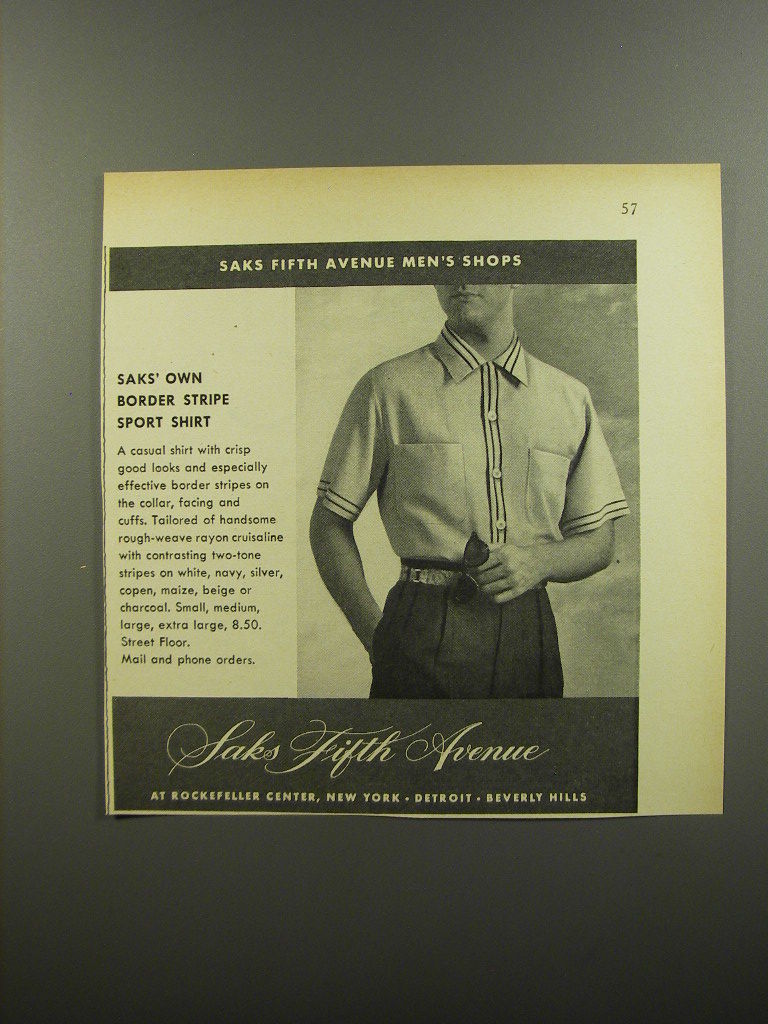 57
SAKS FIFTH AVENUE MEN'S SHOPS
SAKS' OWN
BORDER STRIPE
SPORT SHIRT
A casual shirt with crisp
good looks and especially
effective border stripes on
the collar, facing and
cuffs. Tailored of handsome
rough-weave rayon cruisaline
with contrasting two-tone
stripes on white, navy, silver,
copen, maize, beige or
charcoal. Small, medium,
large, extra large, 8.50.
Street Floor.
Mail and phone orders.
Saks Fifth Avenue
AT ROCKEFELLER CENTER, NEW YORK • DETROIT • BEVERLY HILLS